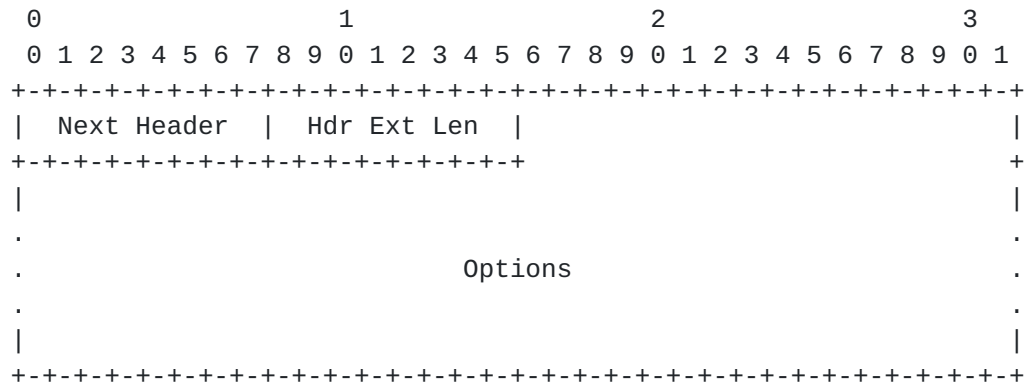 0                   1                   2                   3
 0 1 2 3 4 5 6 7 8 9 0 1 2 3 4 5 6 7 8 9 0 1 2 3 4 5 6 7 8 9 0 1
+-+-+-+-+-+-+-+-+-+-+-+-+-+-+-+-+-+-+-+-+-+-+-+-+-+-+-+-+-+-+-+-+
|  Next Header  |  Hdr Ext Len  |                               |
+-+-+-+-+-+-+-+-+-+-+-+-+-+-+-+-+                               +
|                                                               |
.                                                               .
.                            Options                            .
.                                                               .
|                                                               |
+-+-+-+-+-+-+-+-+-+-+-+-+-+-+-+-+-+-+-+-+-+-+-+-+-+-+-+-+-+-+-+-+